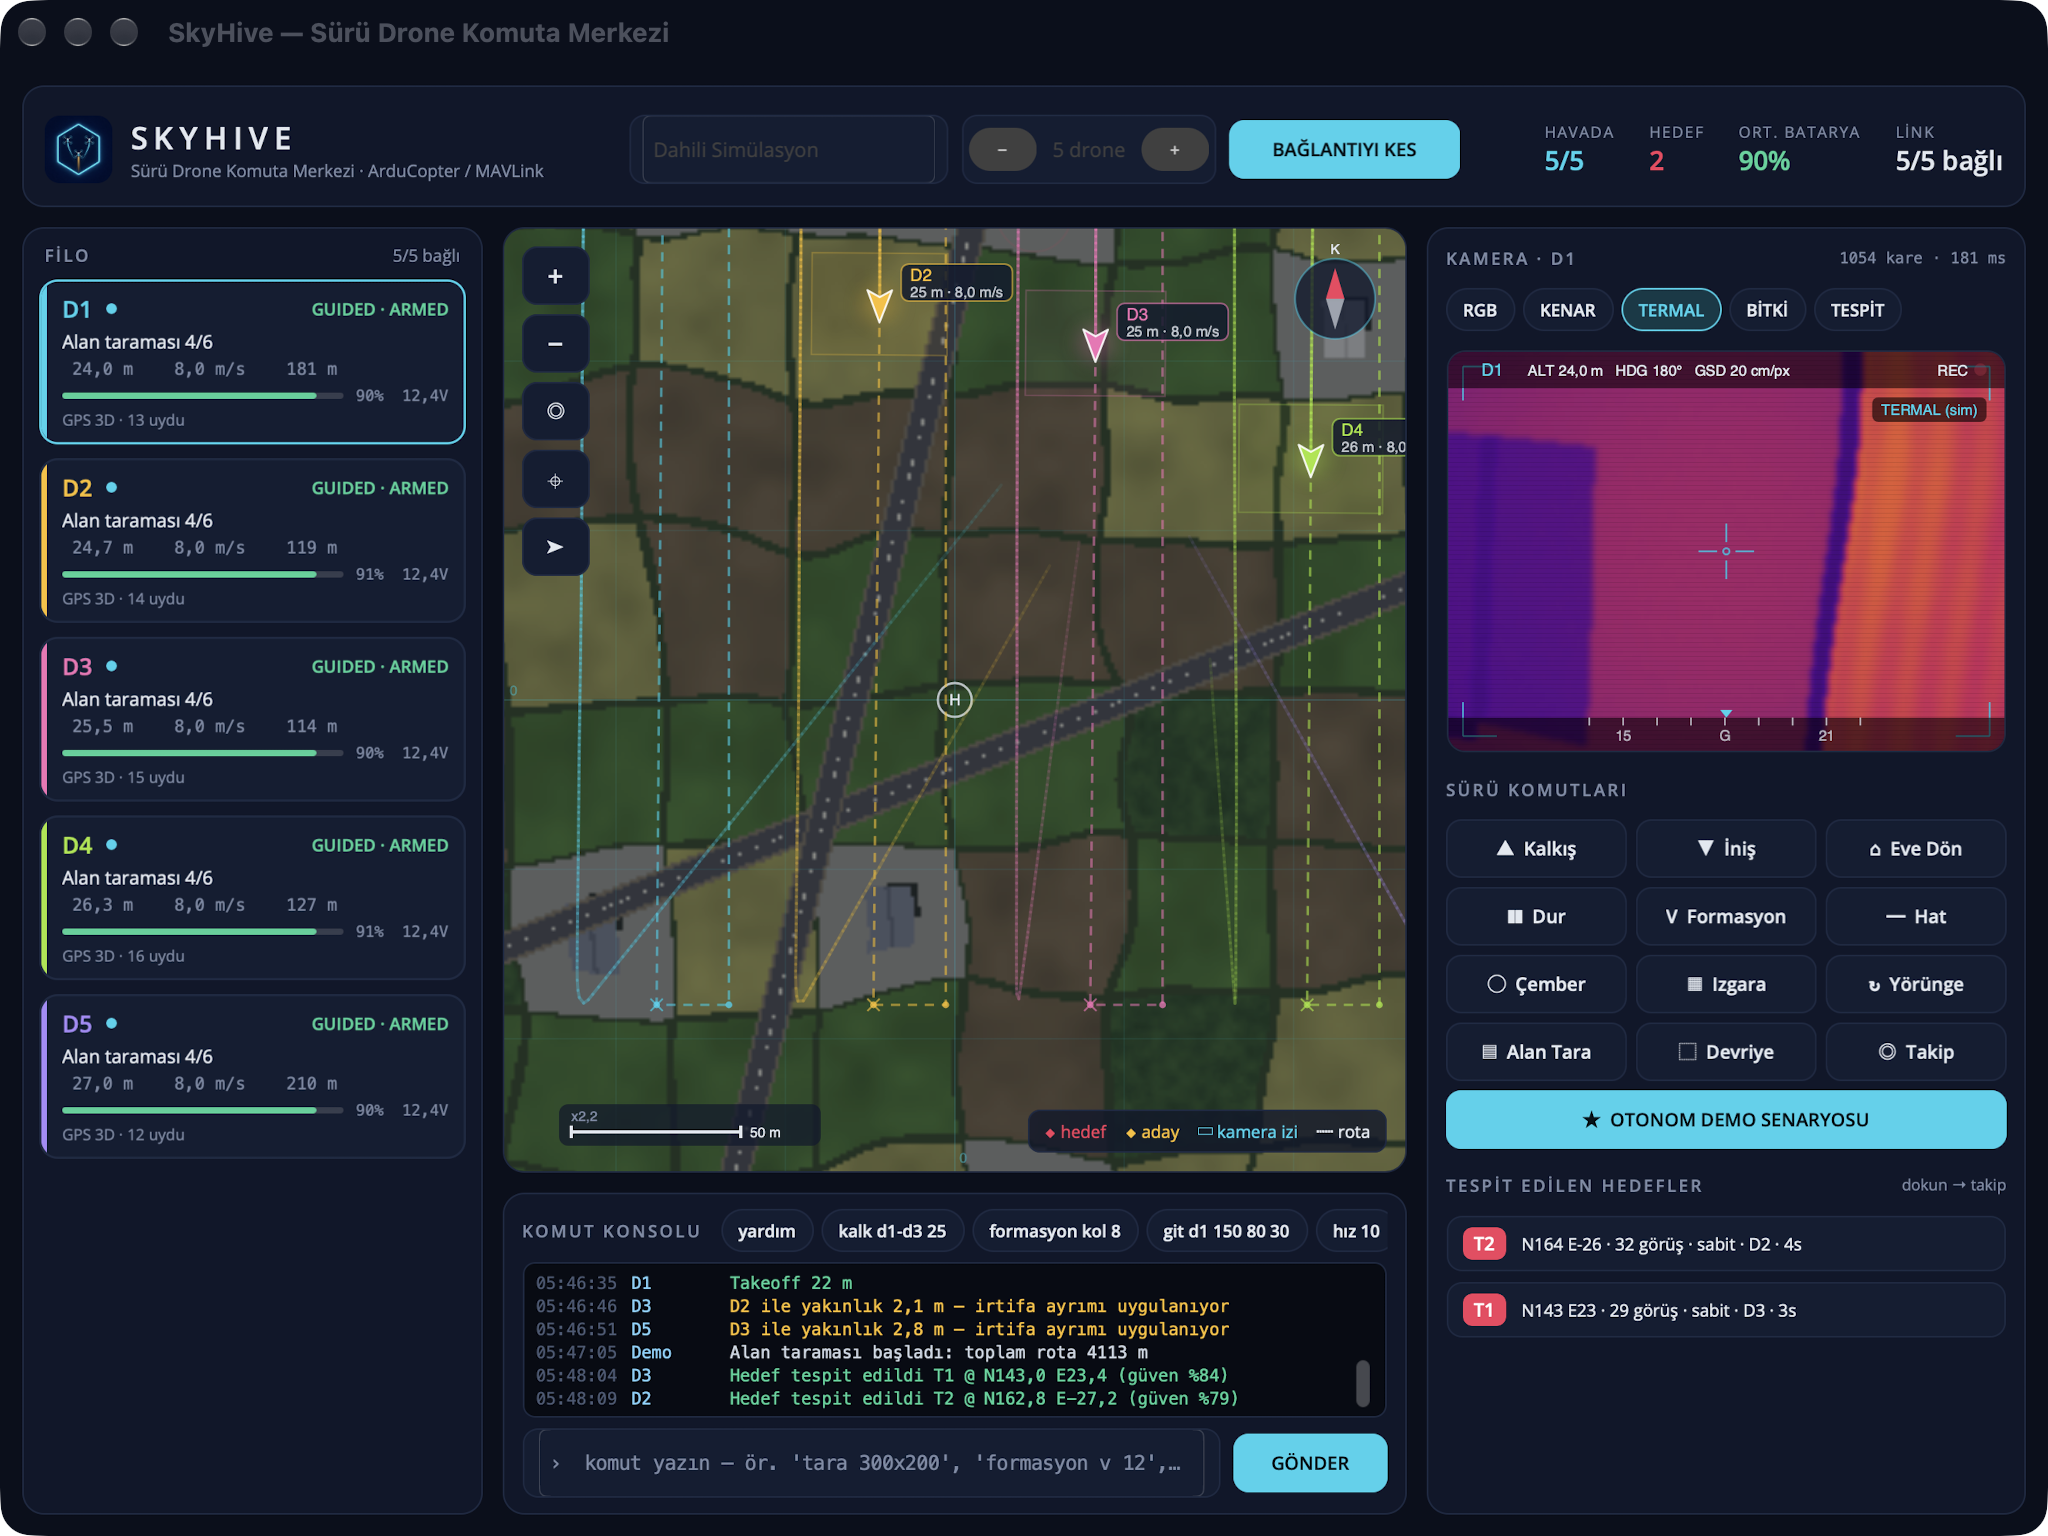 SkyHive — Sürü Drone Komuta Merkezi
SKYHIVE
Sürü Drone Komuta Merkezi · ArduCopter / MAVLink
Dahili Simülasyon
− 5 drone +
BAĞLANTIYI KES
HAVADA
5/5
HEDEF
2
ORT. BATARYA
90%
LİNK
5/5 bağlı
FİLO 5/5 bağlı
D1 GUIDED · ARMED
Alan taraması 4/6
24,0 m 8,0 m/s 181 m
90% 12,4V
GPS 3D · 13 uydu
D2 GUIDED · ARMED
Alan taraması 4/6
24,7 m 8,0 m/s 119 m
91% 12,4V
GPS 3D · 14 uydu
D3 GUIDED · ARMED
Alan taraması 4/6
25,5 m 8,0 m/s 114 m
90% 12,4V
GPS 3D · 15 uydu
D4 GUIDED · ARMED
Alan taraması 4/6
26,3 m 8,0 m/s 127 m
91% 12,4V
GPS 3D · 16 uydu
D5 GUIDED · ARMED
Alan taraması 4/6
27,0 m 8,0 m/s 210 m
90% 12,4V
GPS 3D · 12 uydu
+
−
K
D2
25 m · 8,0 m/s
D3
25 m · 8,0 m/s
D4
26 m · 8,0
0
H
x2,2
50 m
0
hedef aday kamera izi rota
KOMUT KONSOLU yardım kalk d1-d3 25 formasyon kol 8 git d1 150 80 30 hız 10
05:46:35 D1 Takeoff 22 m
05:46:46 D3 D2 ile yakınlık 2,1 m — irtifa ayrımı uygulanıyor
05:46:51 D5 D3 ile yakınlık 2,8 m — irtifa ayrımı uygulanıyor
05:47:05 Demo Alan taraması başladı: toplam rota 4113 m
05:48:04 D3 Hedef tespit edildi T1 @ N143,0 E23,4 (güven %84)
05:48:09 D2 Hedef tespit edildi T2 @ N162,8 E−27,2 (güven %79)
› komut yazın — ör. 'tara 300x200', 'formasyon v 12',…
GÖNDER
KAMERA · D1 1054 kare · 181 ms
RGB KENAR TERMAL BİTKİ TESPİT
D1 ALT 24,0 m HDG 180° GSD 20 cm/px REC
TERMAL (sim)
15 G 21
SÜRÜ KOMUTLARI
▲ Kalkış ▼ İniş ⌂ Eve Dön
Dur V Formasyon — Hat
◯ Çember ▦ Izgara ↻ Yörünge
▤ Alan Tara Devriye ◎ Takip
★ OTONOM DEMO SENARYOSU
TESPİT EDİLEN HEDEFLER dokun → takip
T2 N164 E-26 · 32 görüş · sabit · D2 · 4s
T1 N143 E23 · 29 görüş · sabit · D3 · 3s